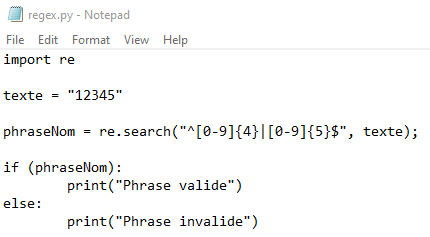 regex.py - Notepad
File Edit Format View Help
import re
texte = "12345"
phraseNom = re.search("^[0-9]{4}|[0-9]{5}$", texte);
if (phraseNom):
print("Phrase valide")
else:
print("Phrase invalide")